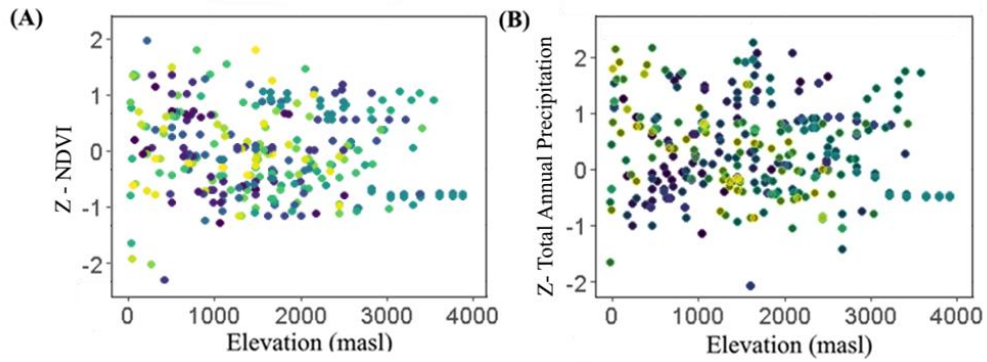 (A)
Z - NDVI
2
1
0
-1
-2
0 1000 2000 3000 4000
Elevation (masl)
(B)
Z- Total Annual Precipitation
2
1
0
-1
-2
0 1000 2000 3000 4000
Elevation (masl)